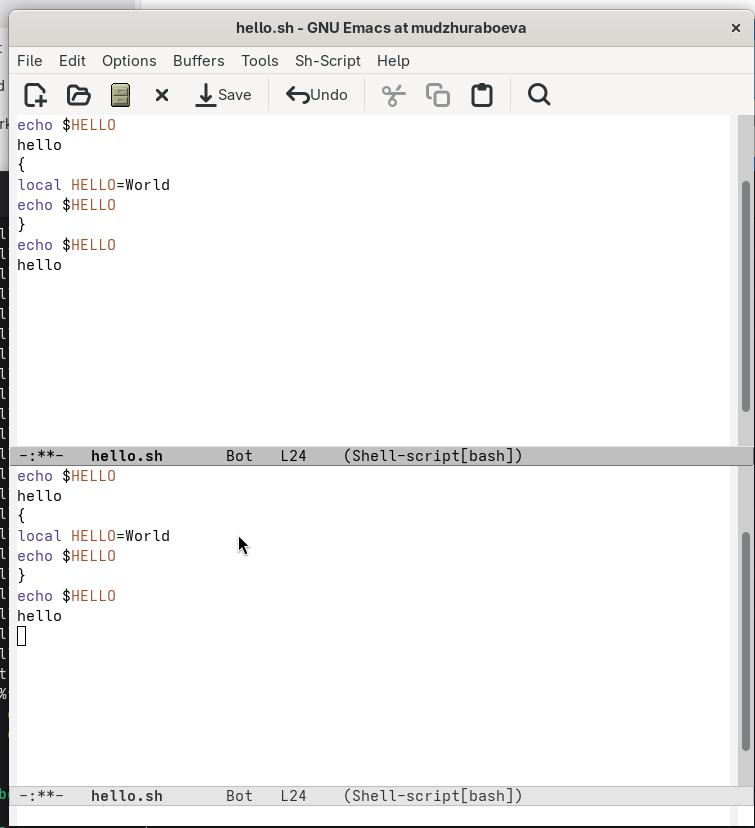 hello.sh - GNU Emacs at mudzhuraboeva
File Edit Options Buffers Tools Sh-Script Help
Save Undo
echo $HELLO
hello
{
local HELLO=World
echo $HELLO
}
echo $HELLO
hello
-:**- hello.sh Bot L24 (Shell-script[bash])
echo $HELLO
hello
{
local HELLO=World
echo $HELLO
}
echo $HELLO
hello
-:**- hello.sh Bot L24 (Shell-script[bash])